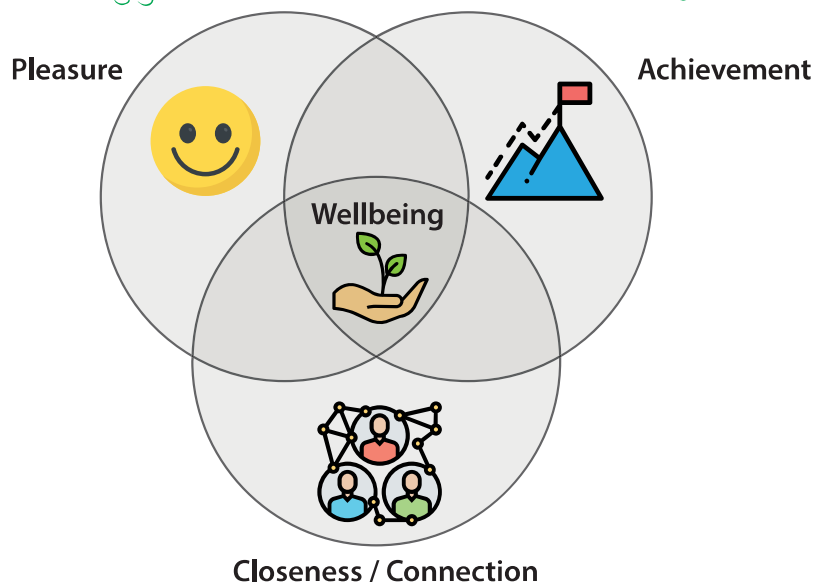 Pleasure
Achievement
Wellbeing
Closeness / Connection